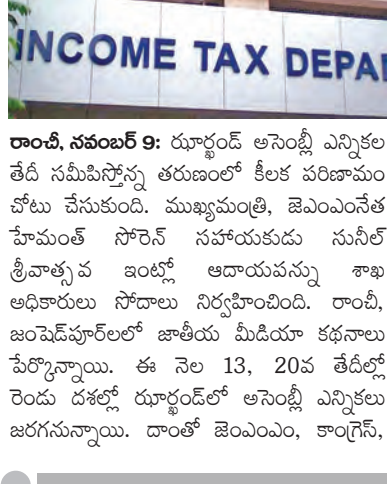 INCOME TAX DEPA
రాంచీ, నవంబర్ 9: ఝార్ఖండ్ అసెంబ్లీ ఎన్నికల
తేదీ సమీపిస్తోన్న తరుణంలో కీలక పరిణామం
చోటు చేసుకుంది. ముఖ్యమంత్రి, జెఎంఎంనేత
హేమంత్ సోరెన్ సహాయకుడు సునీల్
శ్రీవాత్సవ ఇంట్లో ఆదాయపన్ను శాఖ
అధికారులు సోదాలు నిర్వహించింది. రాంచీ,
జంషెడ్‌పూర్‌లలో జాతీయ మీడియా కథనాలు
పేర్కొన్నాయి. ఈ నెల 13, 20వ తేదీల్లో
రెండు దశల్లో ఝార్ఖండ్‌లో అసెంబ్లీ ఎన్నికలు
జరగనున్నాయి. దాంతో జెంఎంఎం, కాంగ్రెస్,